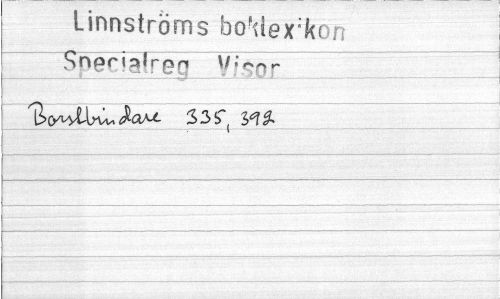 Linnströms boklexikon
Specialreg Visor
Borstbindare 335, 392